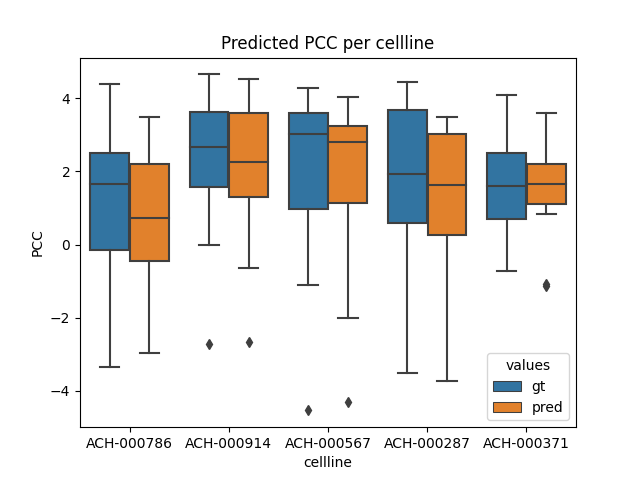 Predicted PCC per cellline
PCC
4
2
0
−2
−4
values
gt
pred
ACH-000786 ACH-000914 ACH-000567 ACH-000287 ACH-000371
cellline